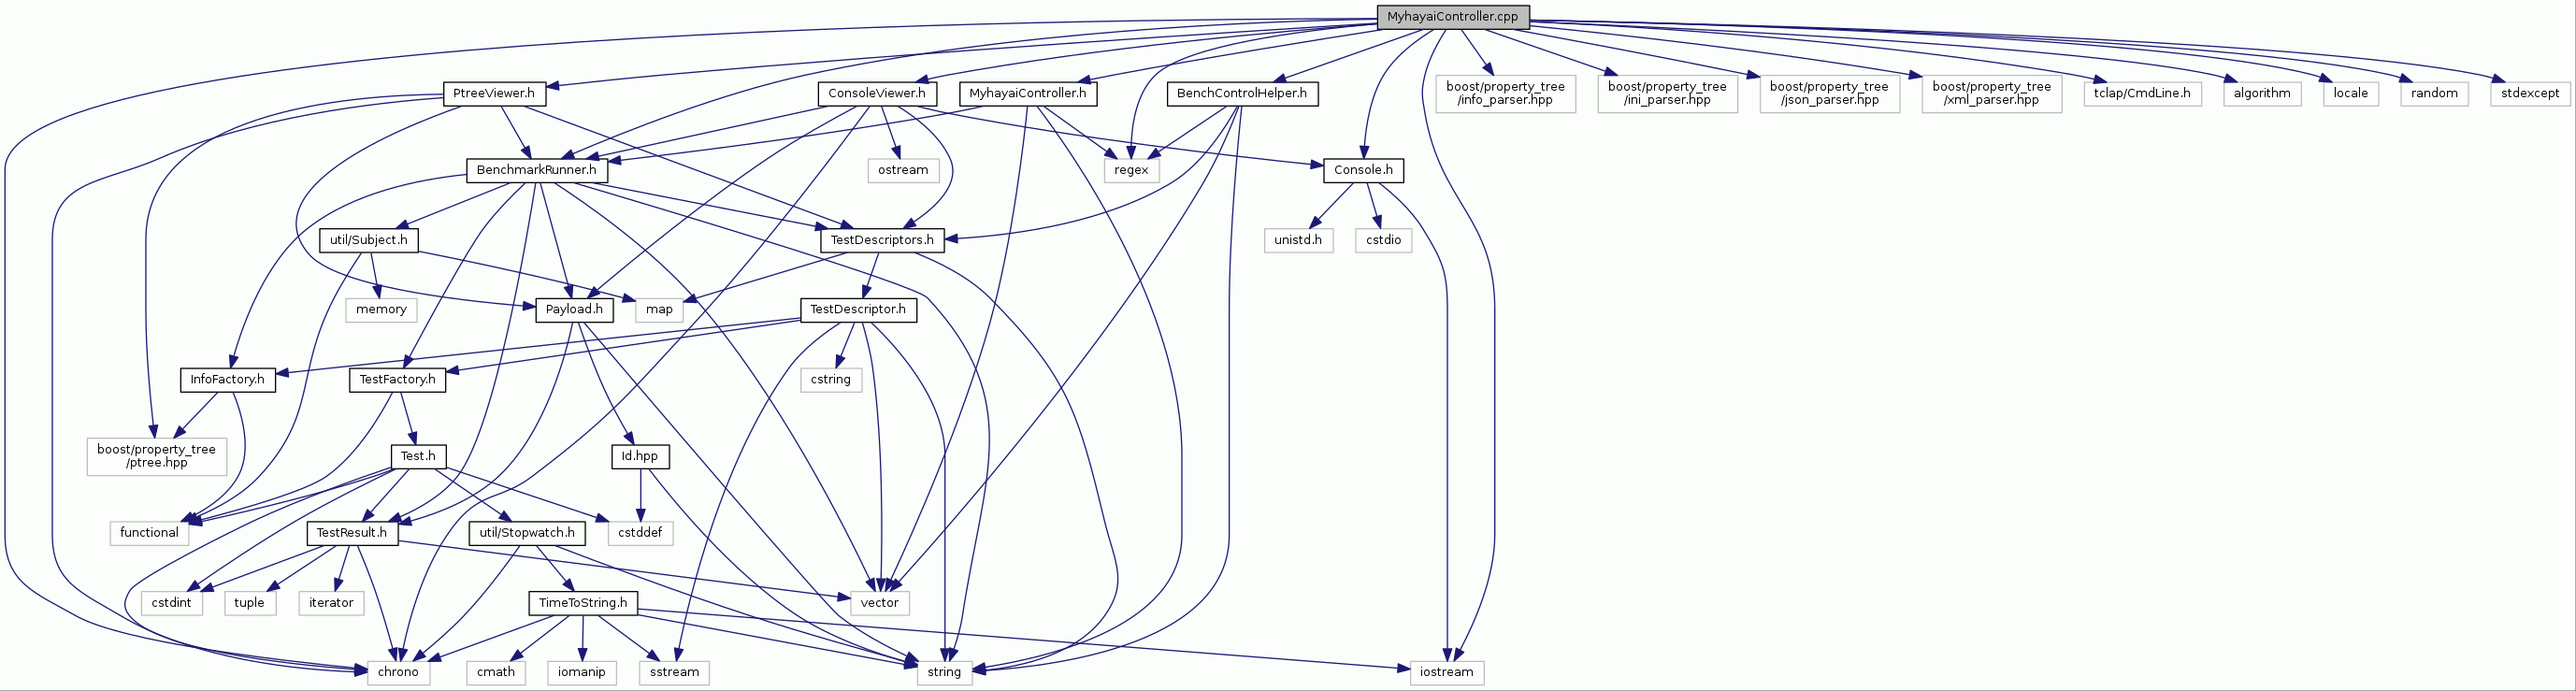 MyhayaiController.cpp
PtreeViewer.h
ConsoleViewer.h
MyhayaiController.h
BenchControlHelper.h
boost/property_tree
/info_parser.hpp
boost/property_tree
/ini_parser.hpp
boost/property_tree
/json_parser.hpp
boost/property_tree
/xml_parser.hpp
tclap/CmdLine.h
algorithm
locale
random
stdexcept
BenchmarkRunner.h
ostream
regex
Console.h
util/Subject.h
TestDescriptors.h
unistd.h
cstdio
memory
Payload.h
map
TestDescriptor.h
InfoFactory.h
TestFactory.h
cstring
boost/property_tree
/ptree.hpp
Test.h
Id.hpp
functional
TestResult.h
util/Stopwatch.h
cstddef
cstdint
tuple
iterator
TimeToString.h
vector
chrono
cmath
iomanip
sstream
string
iostream